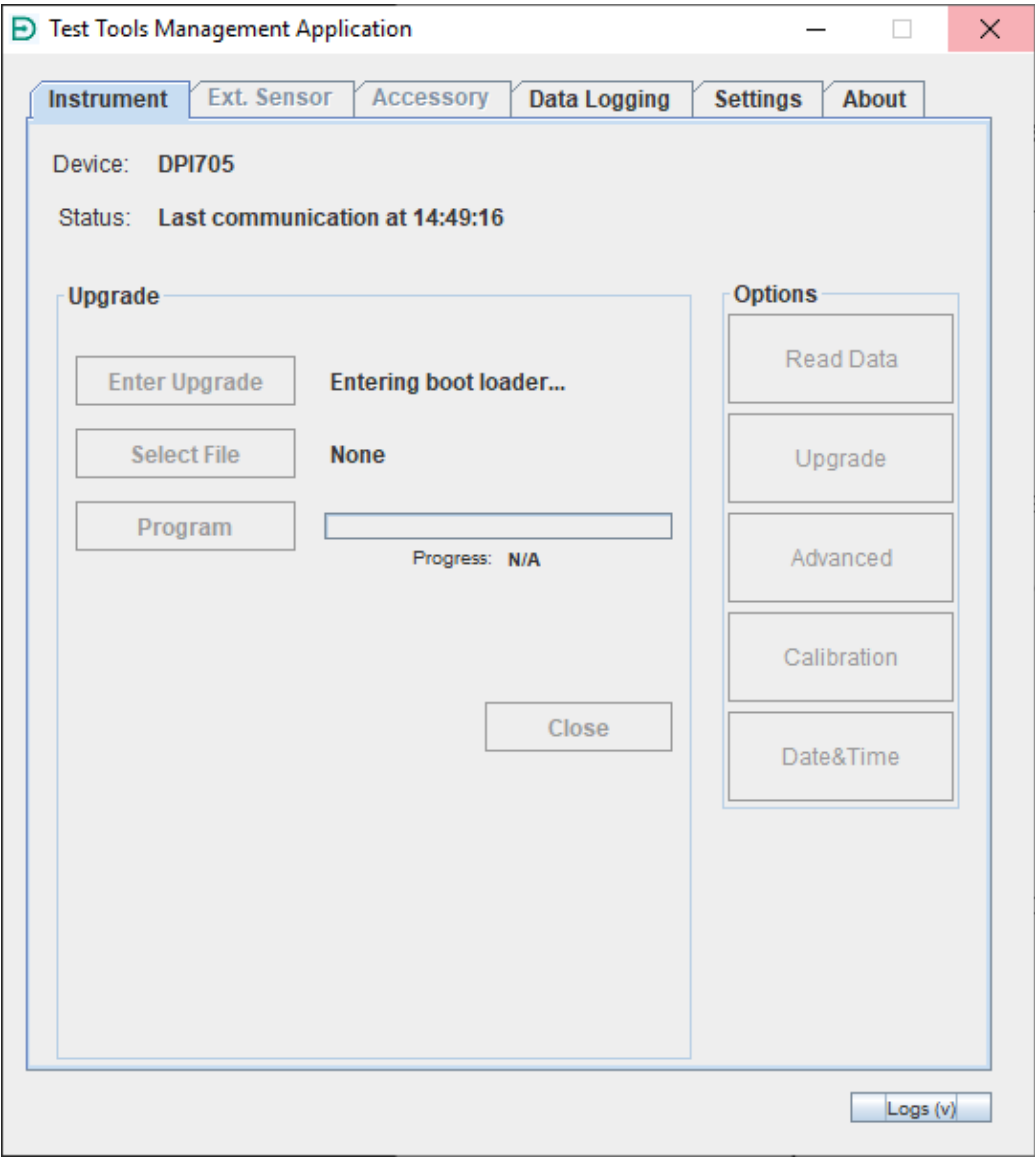 Test Tools Management Application
Instrument Ext. Sensor Accessory Data Logging Settings About
Device: DPI705
Status: Last communication at 14:49:16
Upgrade
Enter Upgrade Entering boot loader...
Select File None
Program
Progress: N/A
Close
Options
Read Data
Upgrade
Advanced
Calibration
Date&Time
Logs (v)